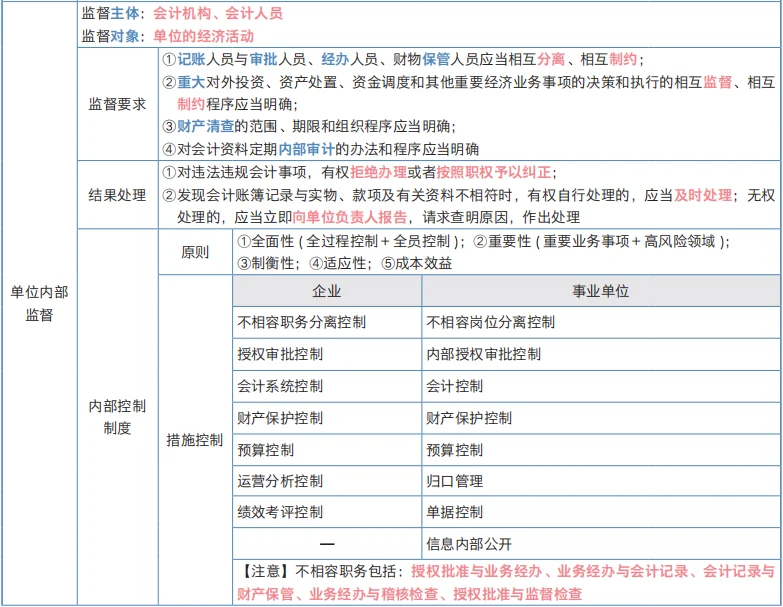 监督主体：会计机构、会计人员
监督对象：单位的经济活动
单位内部
监督
监督要求
①记账人员与审批人员、经办人员、财物保管人员应当相互分离、相互制约；
②重大对外投资、资产处置、资金调度和其他重要经济业务事项的决策和执行的相互监督、相互
制约程序应当明确；
③财产清查的范围、期限和组织程序应当明确；
④对会计资料定期内部审计的办法和程序应当明确
结果处理
①对违法违规会计事项，有权拒绝办理或者按照职权予以纠正；
②发现会计账簿记录与实物、款项及有关资料不相符时，有权自行处理的，应当及时处理；无权
处理的，应当立即向单位负责人报告，请求查明原因，作出处理
内部控制
制度
原则
①全面性（全过程控制＋全员控制）；②重要性（重要业务事项＋高风险领域）；
③制衡性；④适应性；⑤成本效益
措施控制
企业 事业单位
不相容职务分离控制 不相容岗位分离控制
授权审批控制 内部授权审批控制
会计系统控制 会计控制
财产保护控制 财产保护控制
预算控制 预算控制
运营分析控制 归口管理
绩效考评控制 单据控制
— 信息内部公开
【注意】不相容职务包括：授权批准与业务经办、业务经办与会计记录、会计记录与
财产保管、业务经办与稽核检查、授权批准与监督检查